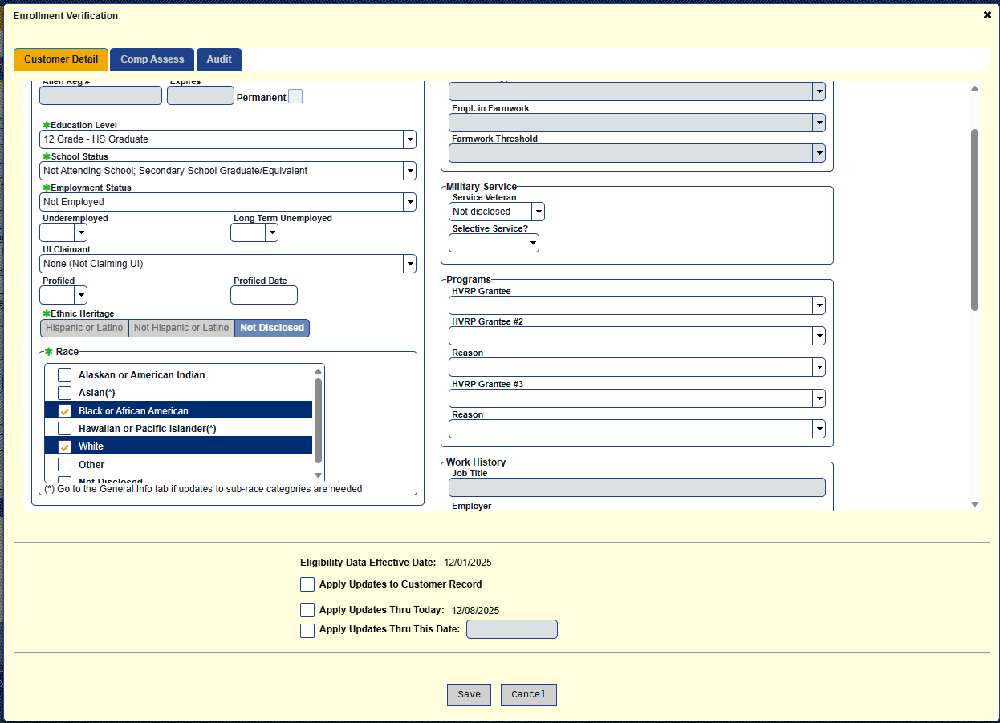 Enrollment Verification
Customer Detail
Comp Assess
Audit
Alien Reg #
Expires
Permanent
✱Education Level
12 Grade - HS Graduate
✱School Status
Not Attending School; Secondary School Graduate/Equivalent
✱Employment Status
Not Employed
Underemployed
Long Term Unemployed
UI Claimant
None (Not Claiming UI)
Profiled
Profiled Date
✱Ethnic Heritage
Hispanic or Latino
Not Hispanic or Latino
Not Disclosed
✱ Race
Alaskan or American Indian
Asian(*)
Black or African American
Hawaiian or Pacific Islander(*)
White
Other
Not Disclosed
(*) Go to the General Info tab if updates to sub-race categories are needed
Empl. in Farmwork
Farmwork Threshold
Military Service
Service Veteran
Not disclosed
Selective Service?
Programs
HVRP Grantee
HVRP Grantee #2
Reason
HVRP Grantee #3
Reason
Work History
Job Title
Employer
Eligibility Data Effective Date: 12/01/2025
Apply Updates to Customer Record
Apply Updates Thru Today: 12/08/2025
Apply Updates Thru This Date:
Save
Cancel